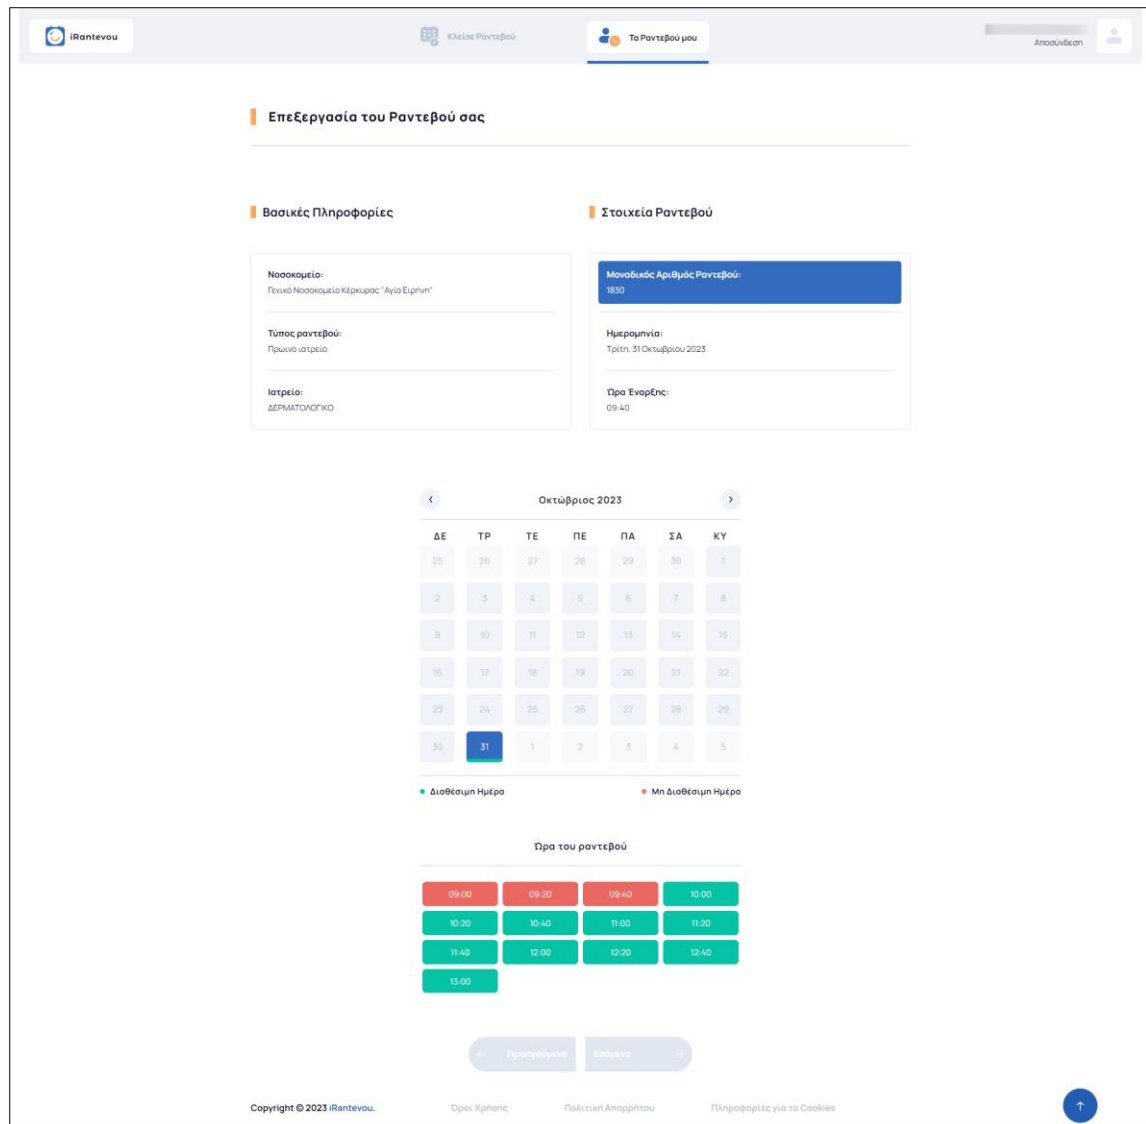 iRantevou
Κλείσε Ραντεβού
Τα Ραντεβού μου
Αποσύνδεση
Επεξεργασία του Ραντεβού σας
Βασικές Πληροφορίες
Στοιχεία Ραντεβού
Νοσοκομείο:
Γενικό Νοσοκομείο Κέρκυρας "Αγία Ειρήνη"
Τύπος ραντεβού:
Πρωινό ιατρείο
Ιατρείο:
ΔΕΡΜΑΤΟΛΟΓΙΚΟ
Μοναδικός Αριθμός Ραντεβού:
1830
Ημερομηνία:
Τρίτη, 31 Οκτωβρίου 2023
Ώρα Έναρξης:
09:40
Οκτώβριος 2023
ΔΕ ΤΡ ΤΕ ΠΕ ΠΑ ΣΑ ΚΥ
25 26 27 28 29 30 1
2 3 4 5 6 7 8
9 10 11 12 13 14 15
16 17 18 19 20 21 22
23 24 25 26 27 28 29
30 31 1 2 3 4 5
Διαθέσιμη Ημέρα
Μη Διαθέσιμη Ημέρα
Ώρα του ραντεβού
09:00 09:20 09:40 10:00
10:20 10:40 11:00 11:20
11:40 12:00 12:20 12:40
13:00
Προηγούμενο Επόμενο
Copyright © 2023 iRantevou. Όροι Χρήσης Πολιτική Απορρήτου Πληροφορίες για τα Cookies